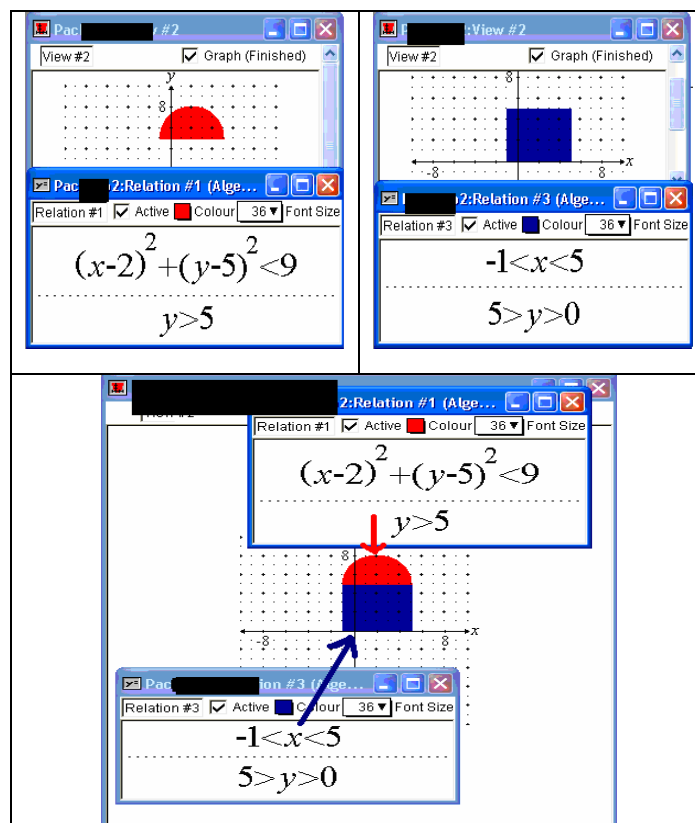 Pac y #2
View #2 Graph (Finished)
y
8
Pac o2:Relation #1 (Alge...
Relation #1 Active Colour 36 Font Size
(x-2)²+(y-5)²<9
y>5
P :View #2
View #2 Graph (Finished)
8
-8 8 x
o2:Relation #3 (Alge...
Relation #3 Active Colour 36 Font Size
-1<x<5
5>y>0
2:Relation #1 (Alge...
Relation #1 Active Colour 36 Font Size
(x-2)²+(y-5)²<9
y>5
8
-8 8 x
Pac ion #3 (Alge...
Relation #3 Active Colour 36 Font Size
-1<x<5
5>y>0